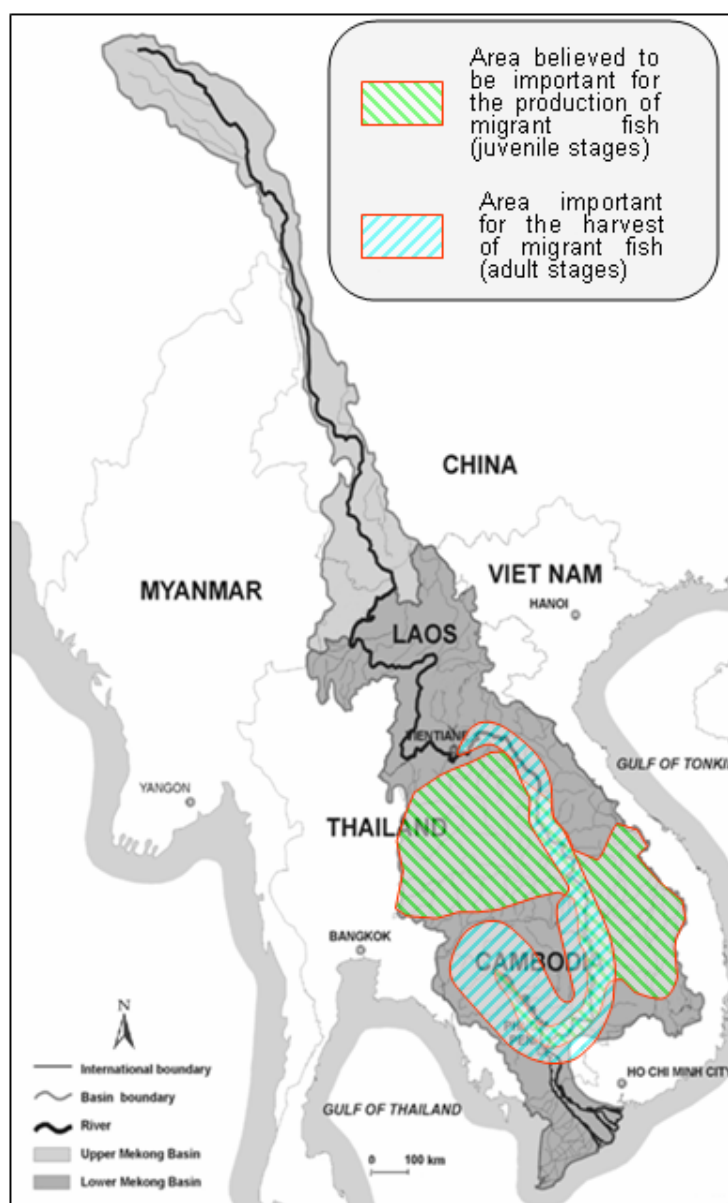 Area believed to
be important for
the production of
migrant fish
(juvenile stages)
Area important
for the harvest
of migrant fish
(adult stages)
CHINA
MYANMAR
VIET NAM
HANOI
LAOS
VIENTIANE
GULF OF TONKIN
YANGON
THAILAND
BANGKOK
CAMBODIA
PHNOM
PENH
N
International boundary
Basin boundary
River
Upper Mekong Basin
Lower Mekong Basin
GULF OF THAILAND
HO CHI MINH CITY
0 100 km